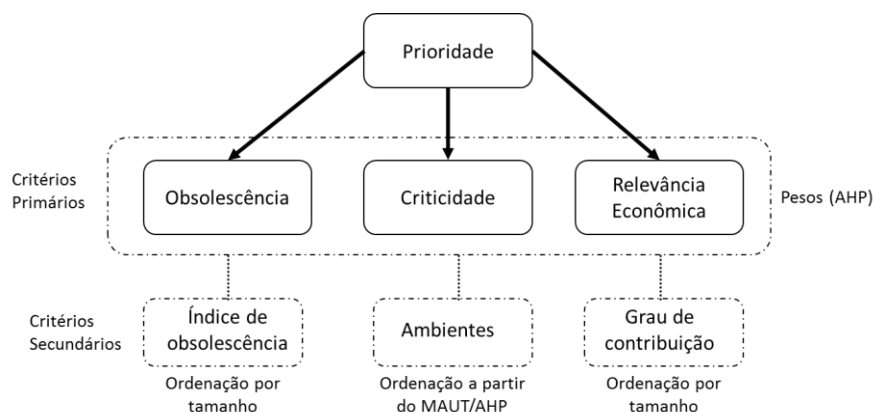 Prioridade
Critérios
Primários
Obsolescência
Criticidade
Relevância
Econômica
Pesos (AHP)
Critérios
Secundários
Índice de
obsolescência
Ambientes
Grau de
contribuição
Ordenação por
tamanho
Ordenação a partir
do MAUT/AHP
Ordenação por
tamanho